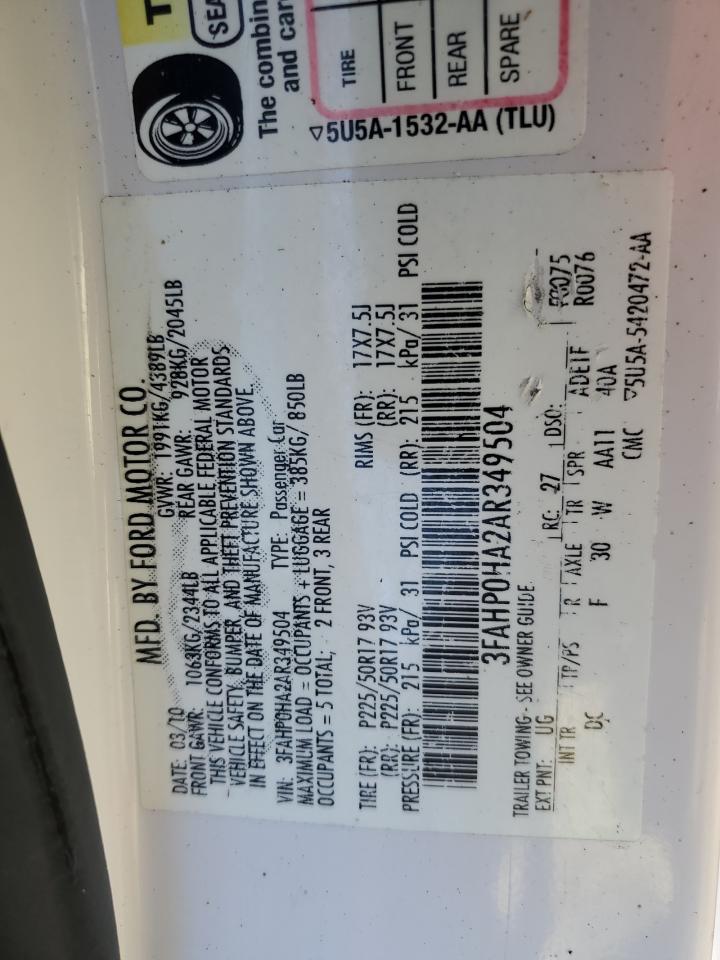 T
SEA
The combin
and car
TIRE
FRONT
REAR
SPARE
▽5U5A-1532-AA (TLU)
MFD. BY FORD MOTOR CO.
DATE: 03/10 GVWR: 1991KG/4389LB
FRONT GAWR: 1063KG/2344LB REAR GAWR: 928KG/2045LB
THIS VEHICLE CONFORMS TO ALL APPLICABLE FEDERAL MOTOR
VEHICLE SAFETY, BUMPER, AND THEFT PREVENTION STANDARDS
IN EFFECT ON THE DATE OF MANUFACTURE SHOWN ABOVE.
VIN: 3FAHP0HA2AR349504 TYPE: Passenger Car
MAXIMUM LOAD = OCCUPANTS + LUGGAGE = 385KG/ 850LB
OCCUPANTS = 5 TOTAL; 2 FRONT, 3 REAR
TIRE (FR): P225/50R17 93V RIMS (FR): 17X7.5J
(RR): P225/50R17 93V (RR): 17X7.5J
PRESSURE (FR): 215 kPa/ 31 PSI COLD (RR): 215 kPa/ 31 PSI COLD
3FAHP0HA2AR349504
TRAILER TOWING- SEE OWNER GUIDE
EXT PNT: UG RC: 27 DSO: F0075
R0076
INT TR TP/PS R AXLE TR SPR ADE1F
DC F 30 W AA11 40A
CMC ▽5U5A-5420472-AA